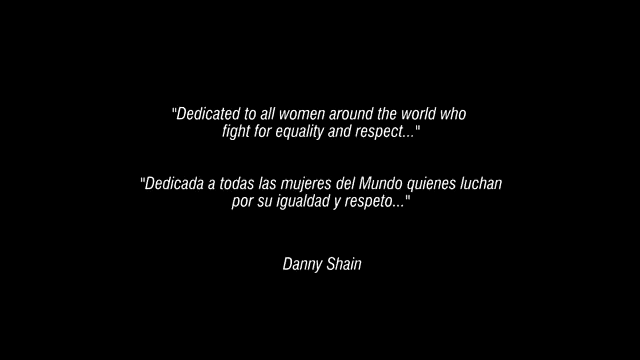 "Dedicated to all women around the world who
fight for equality and respect..."
"Dedicada a todas las mujeres del Mundo quienes luchan
por su igualdad y respeto..."
Danny Shain